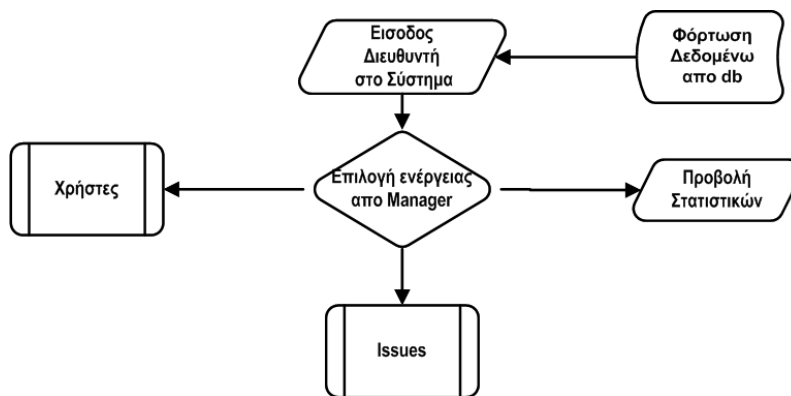 Εισοδος
Διευθυντή
στο Σύστημα
Φόρτωση
Δεδομένω
απο db
Χρήστες
Επιλογή ενέργειας
απο Manager
Προβολή
Στατιστικών
Issues